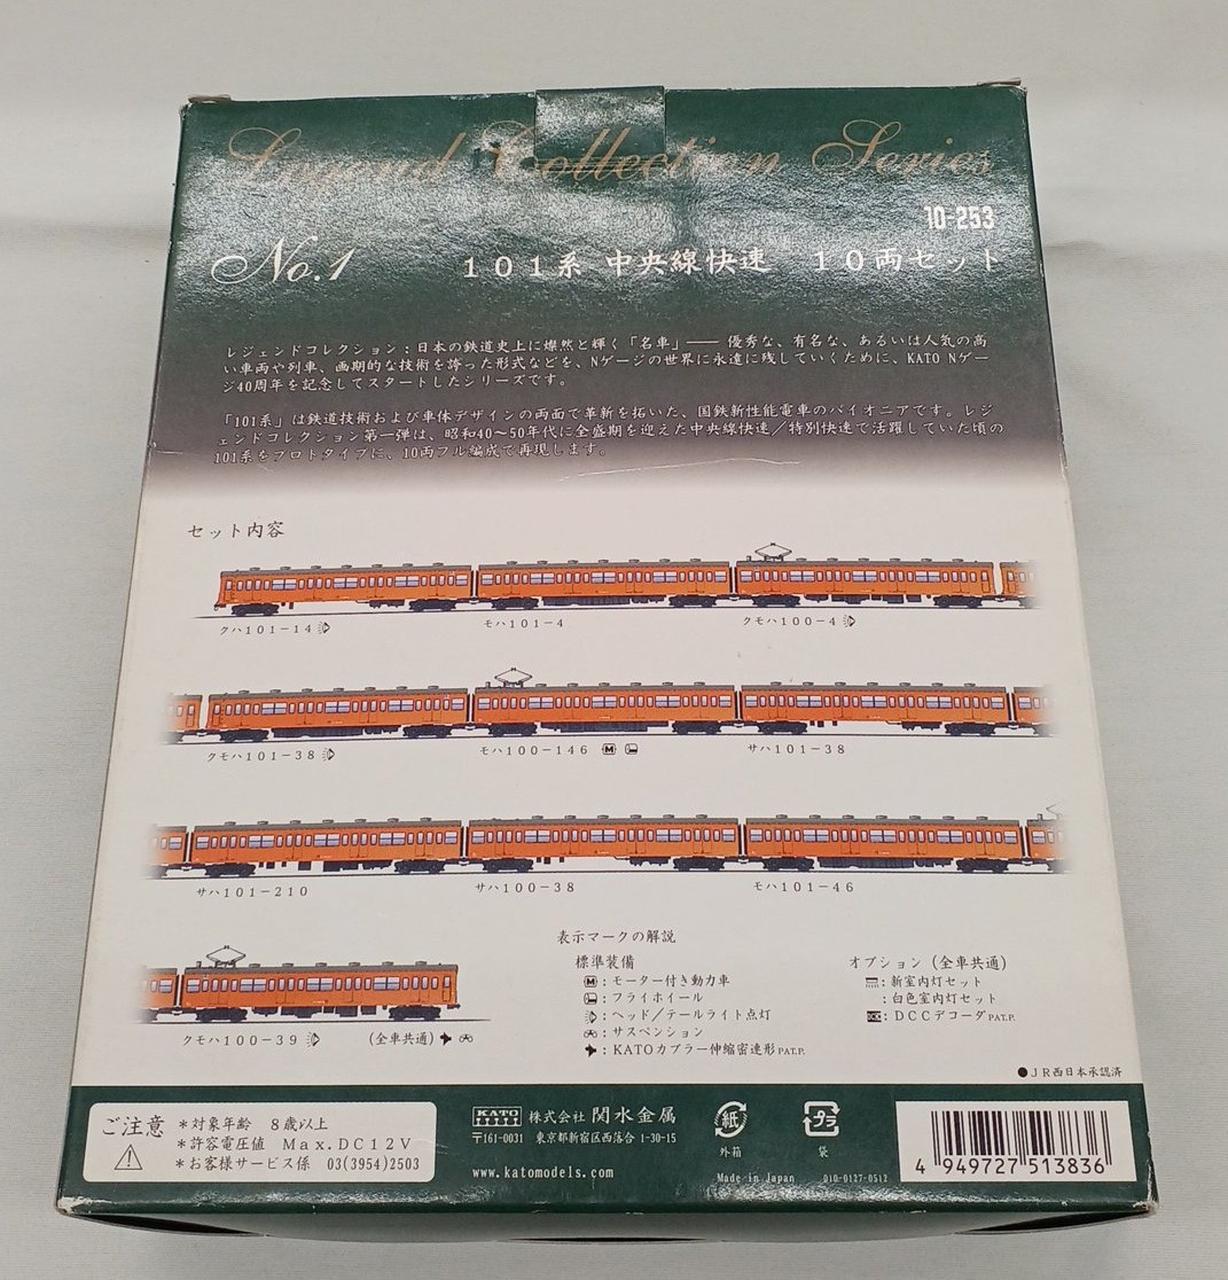 Legend Collection Series
10-253
No.1 101系 中央線快速 10両セット
レジェンドコレクション：日本の鉄道史上に燦然と輝く「名車」── 優秀な、有名な、あるいは人気の高
い車両や列車、画期的な技術を誇った形式などを、Nゲージの世界に永遠に残していくために、KATO Nゲー
ジ40周年を記念してスタートしたシリーズです。
「101系」は鉄道技術および車体デザインの両面で革新を拓いた、国鉄新性能電車のパイオニアです。レジ
ェンドコレクション第一弾は、昭和40～50年代に全盛期を迎えた中央線快速／特別快速で活躍していた頃の
101系をプロトタイプに、10両フル編成で再現します。
セット内容
クハ101－14 モハ101－4 クモハ100－4
クモハ101－38 モハ100－146 M サハ101－38
サハ101－210 サハ100－38 モハ101－46
クモハ100－39 (全車共通)
表示マークの解説
標準装備
M：モーター付き動力車
：フライホイール
：ヘッド／テールライト点灯
：サスペンション
：KATOカプラー伸縮密連形PAT.P.
オプション (全車共通)
：新室内灯セット
：白色室内灯セット
：DCCデコーダPAT.P.
●JR西日本承認済
ご注意
＊対象年齢 8歳以上
＊許容電圧値 Max.DC12V
＊お客様サービス係 03(3954)2503
KATO 株式会社 関水金属
〒161-0031 東京都新宿区西落合 1-30-15
www.katomodels.com
紙
外箱
プラ
袋
Made in Japan 010-0127-0512
4 949727 513836